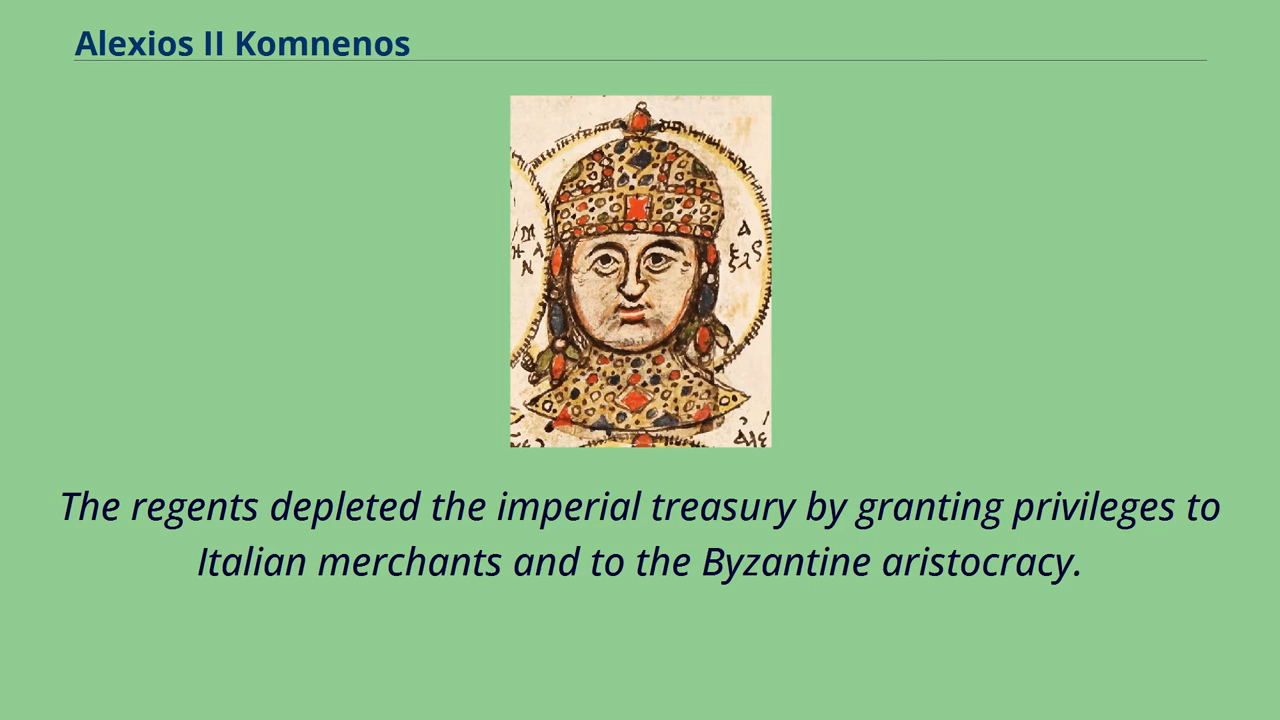 Alexios II Komnenos
The regents depleted the imperial treasury by granting privileges to
Italian merchants and to the Byzantine aristocracy.